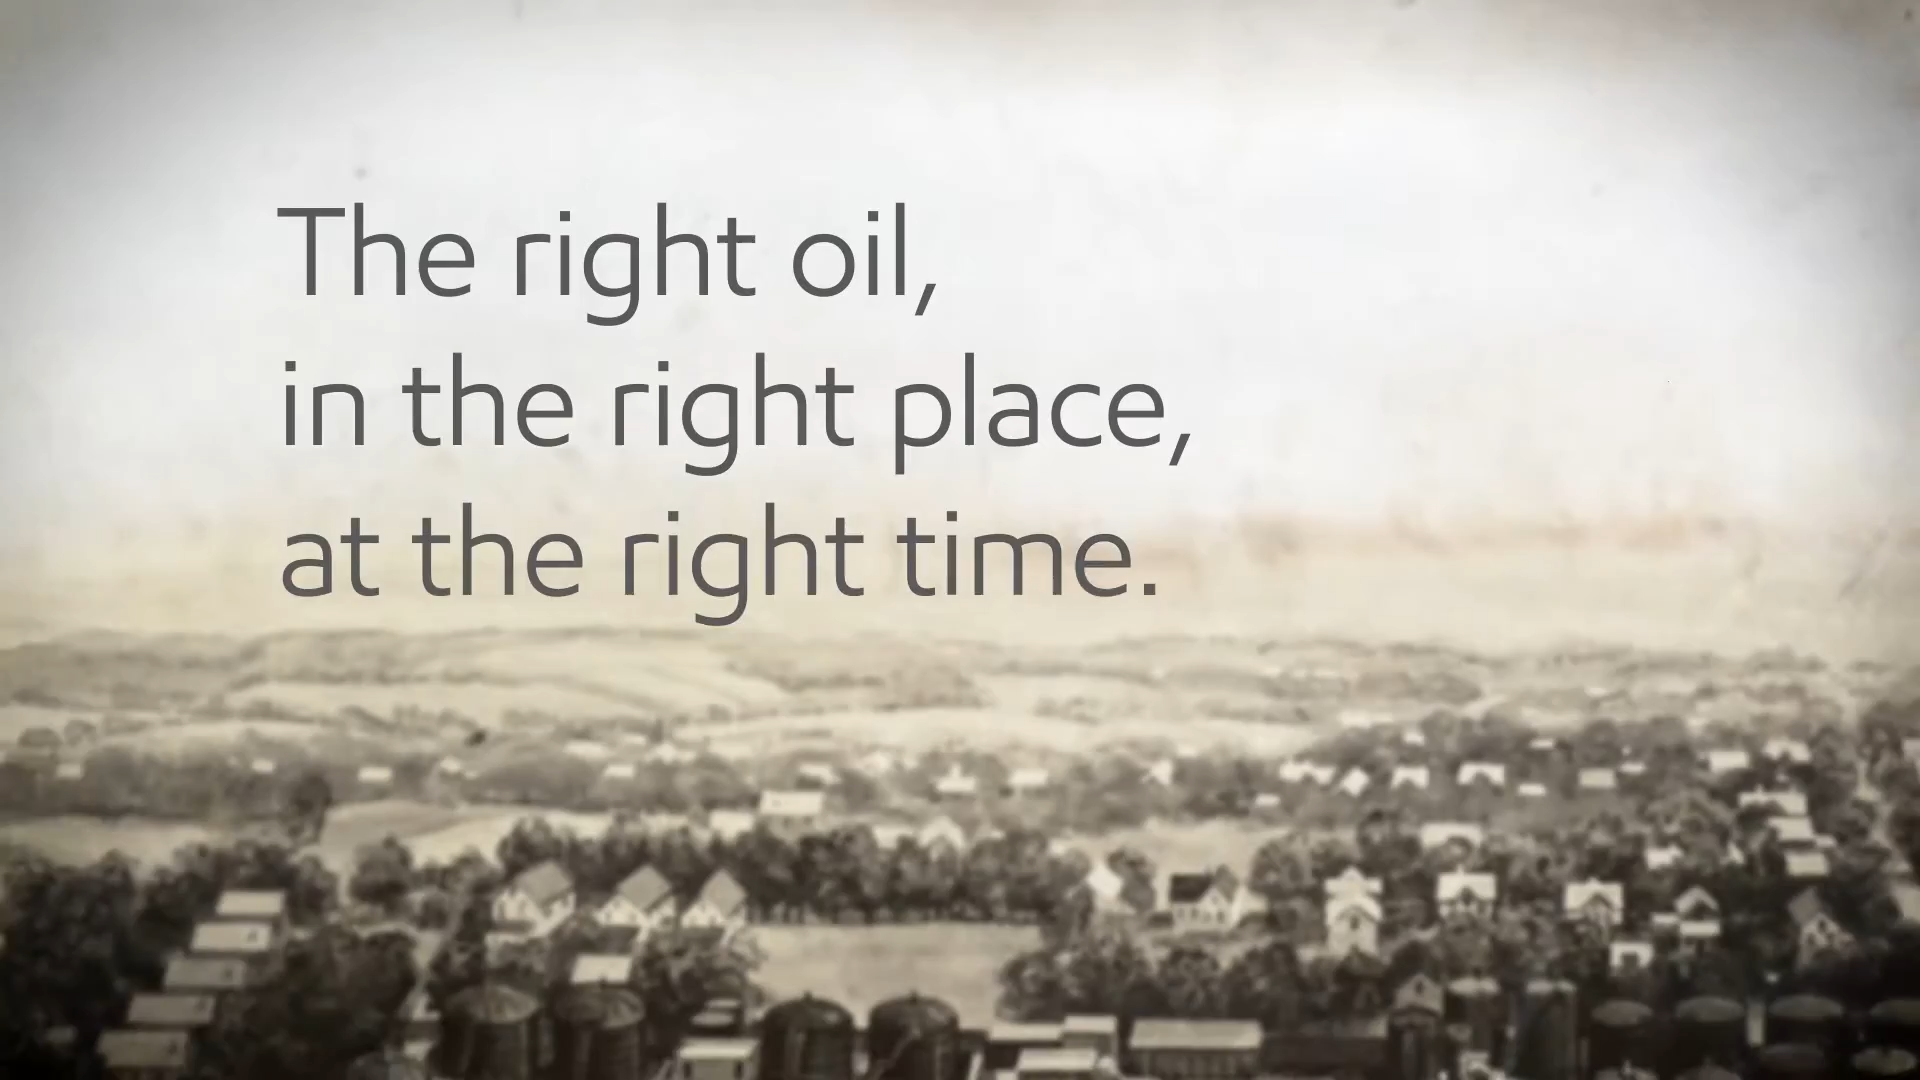 The right oil,
in the right place,
at the right time.